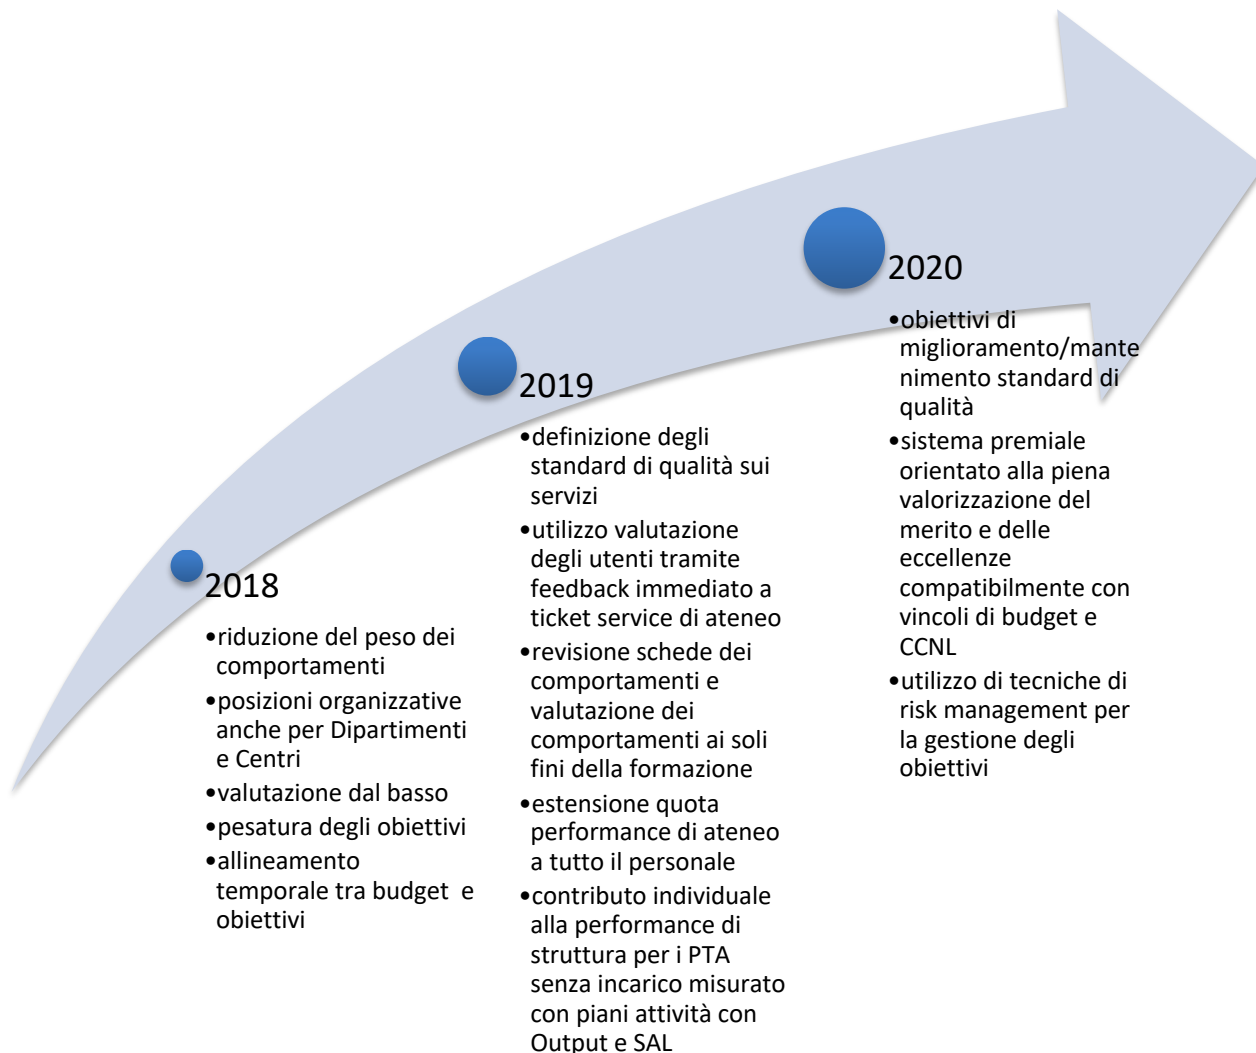 2018
•riduzione del peso dei
comportamenti
•posizioni organizzative
anche per Dipartimenti
e Centri
•valutazione dal basso
•pesatura degli obiettivi
•allineamento
temporale tra budget e
obiettivi
2019
•definizione degli
standard di qualità sui
servizi
•utilizzo valutazione
degli utenti tramite
feedback immediato a
ticket service di ateneo
•revisione schede dei
comportamenti e
valutazione dei
comportamenti ai soli
fini della formazione
•estensione quota
performance di ateneo
a tutto il personale
•contributo individuale
alla performance di
struttura per i PTA
senza incarico misurato
con piani attività con
Output e SAL
2020
•obiettivi di
miglioramento/mante
nimento standard di
qualità
•sistema premiale
orientato alla piena
valorizzazione del
merito e delle
eccellenze
compatibilmente con
vincoli di budget e
CCNL
•utilizzo di tecniche di
risk management per
la gestione degli
obiettivi